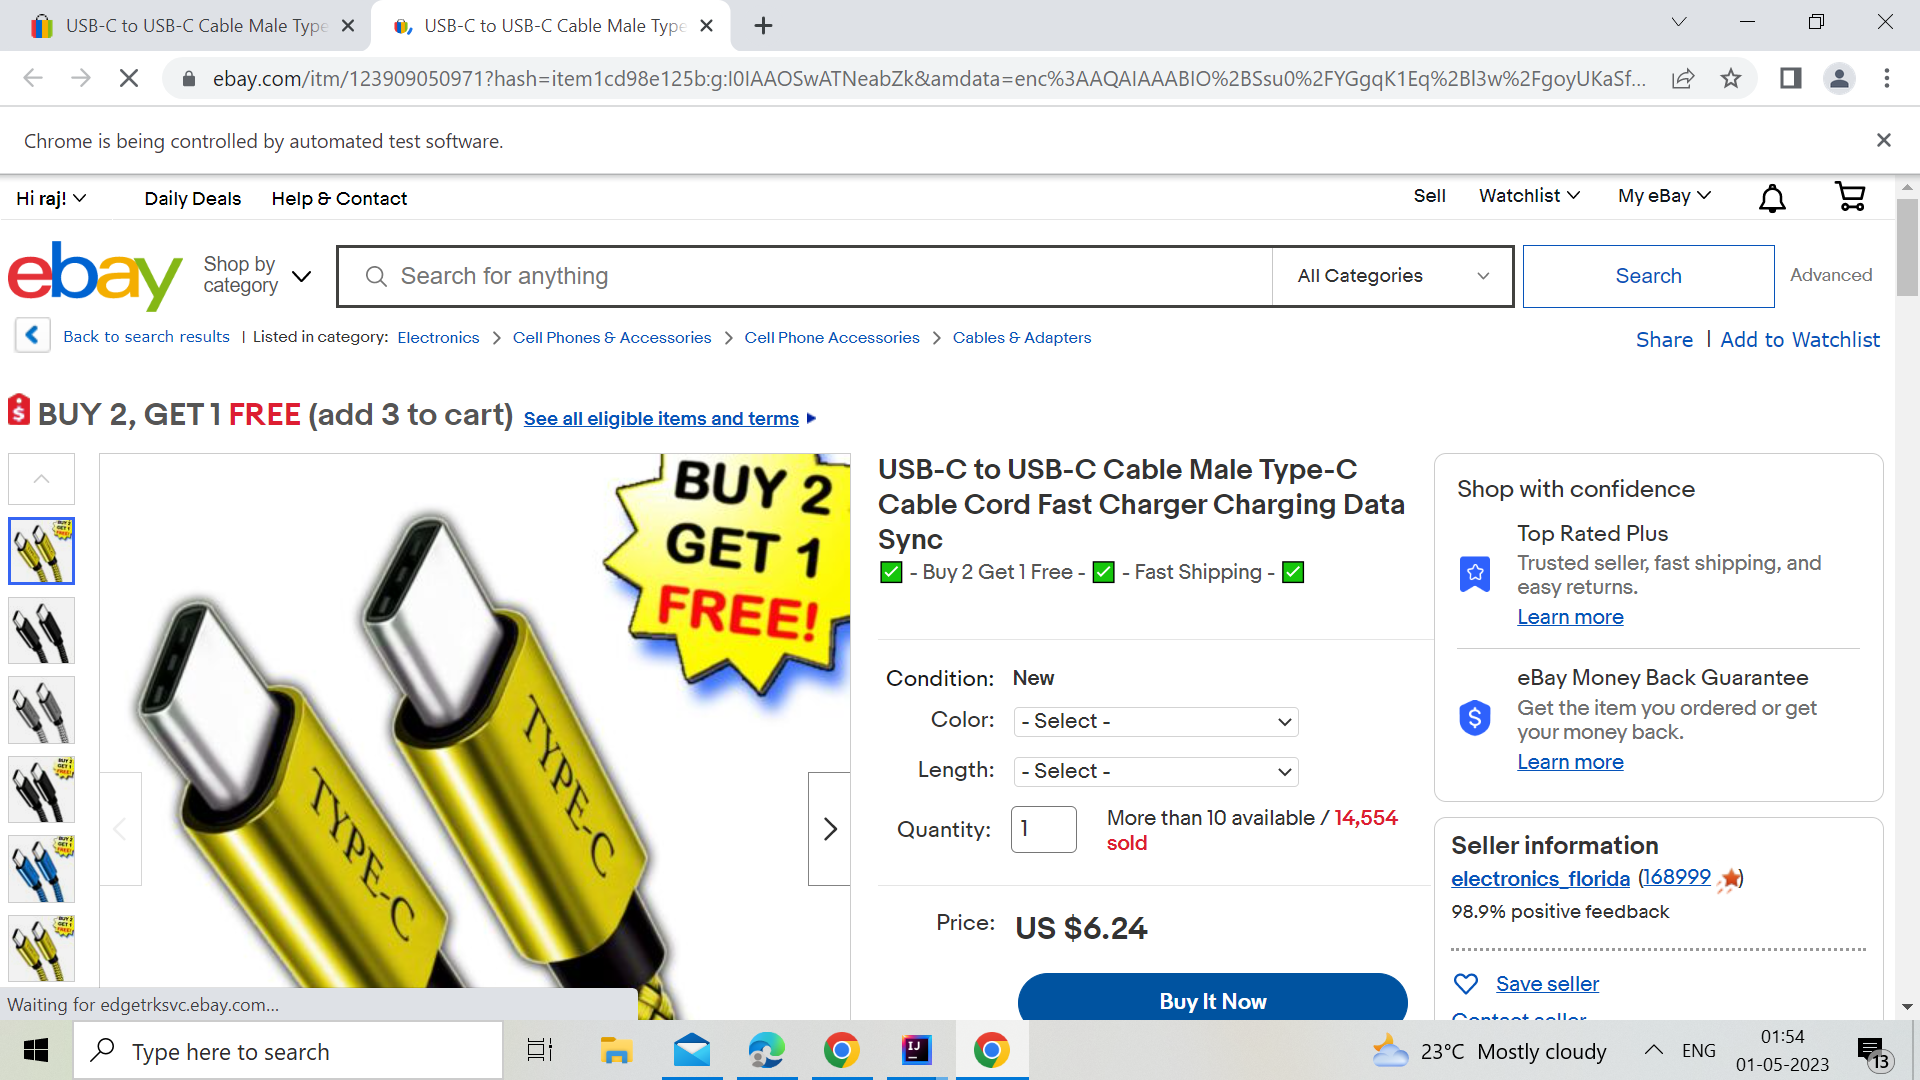 USB-C to USB-C Cable Male Type
USB-C to USB-C Cable Male Type
ebay.com/itm/123909050971?hash=item1cd98e125b:g:I0IAAOSwATNeabZk&amdata=enc%3AAQAIAAABIO%2BSsu0%2FYGgqK1Eq%2Bl3w%2FgoyUKaSf...
Chrome is being controlled by automated test software.
Hi raj! Daily Deals Help & Contact Sell Watchlist My eBay
ebay Shop by category Search for anything All Categories Search Advanced
Back to search results | Listed in category: Electronics > Cell Phones & Accessories > Cell Phone Accessories > Cables & Adapters Share | Add to Watchlist
$ BUY 2, GET 1 FREE (add 3 to cart) See all eligible items and terms
BUY 2
GET 1
FREE!
TYPE-C
TYPE-C
USB-C to USB-C Cable Male Type-C
Cable Cord Fast Charger Charging Data
Sync
✅ - Buy 2 Get 1 Free - ✅ - Fast Shipping - ✅
Condition: New
Color: - Select -
Length: - Select -
Quantity: 1 More than 10 available / 14,554
sold
Price: US $6.24
Buy It Now
Shop with confidence
Top Rated Plus
Trusted seller, fast shipping, and
easy returns.
Learn more
eBay Money Back Guarantee
Get the item you ordered or get
your money back.
Learn more
Seller information
electronics_florida (168999)
98.9% positive feedback
Save seller
Contact seller
Waiting for edgetrksvc.ebay.com...
Type here to search
IJ
23°C Mostly cloudy
ENG
01:54
01-05-2023
13